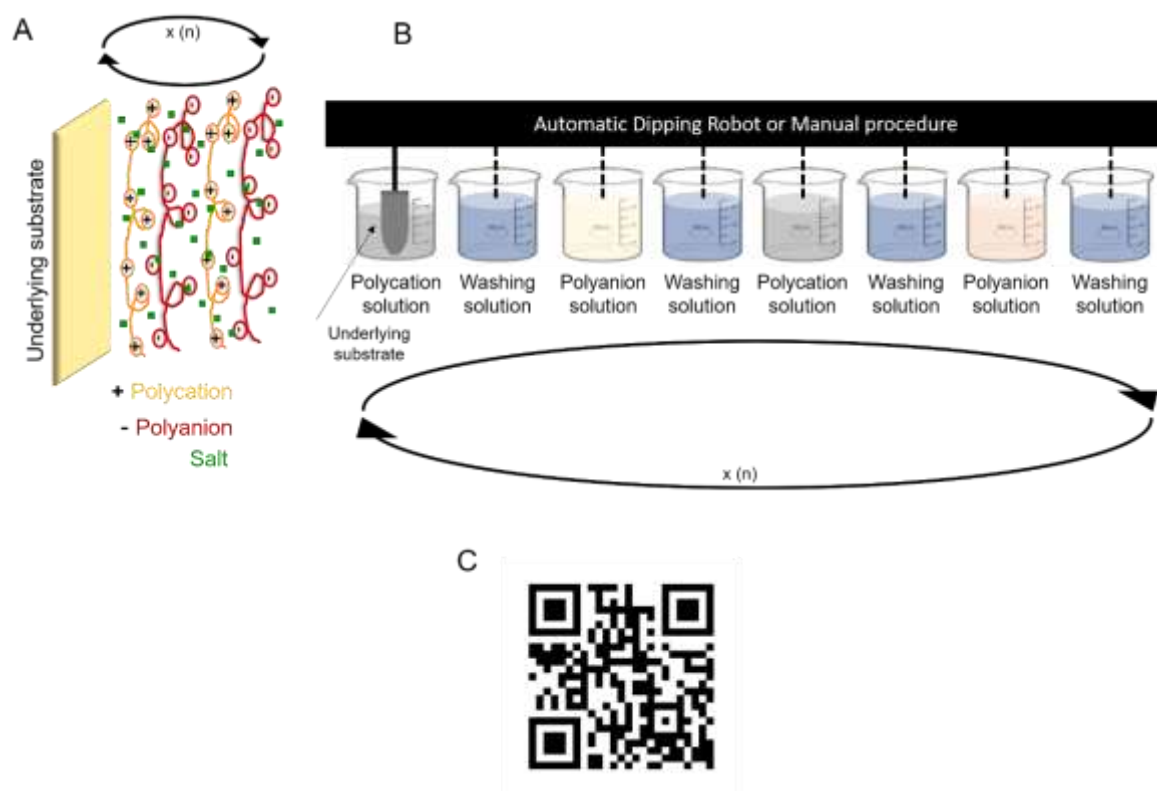 A
x (n)
Underlying substrate
+ Polycation
- Polyanion
Salt
B
Automatic Dipping Robot or Manual procedure
Polycation
solution
Washing
solution
Polyanion
solution
Washing
solution
Polycation
solution
Washing
solution
Polyanion
solution
Washing
solution
Underlying
substrate
x (n)
C